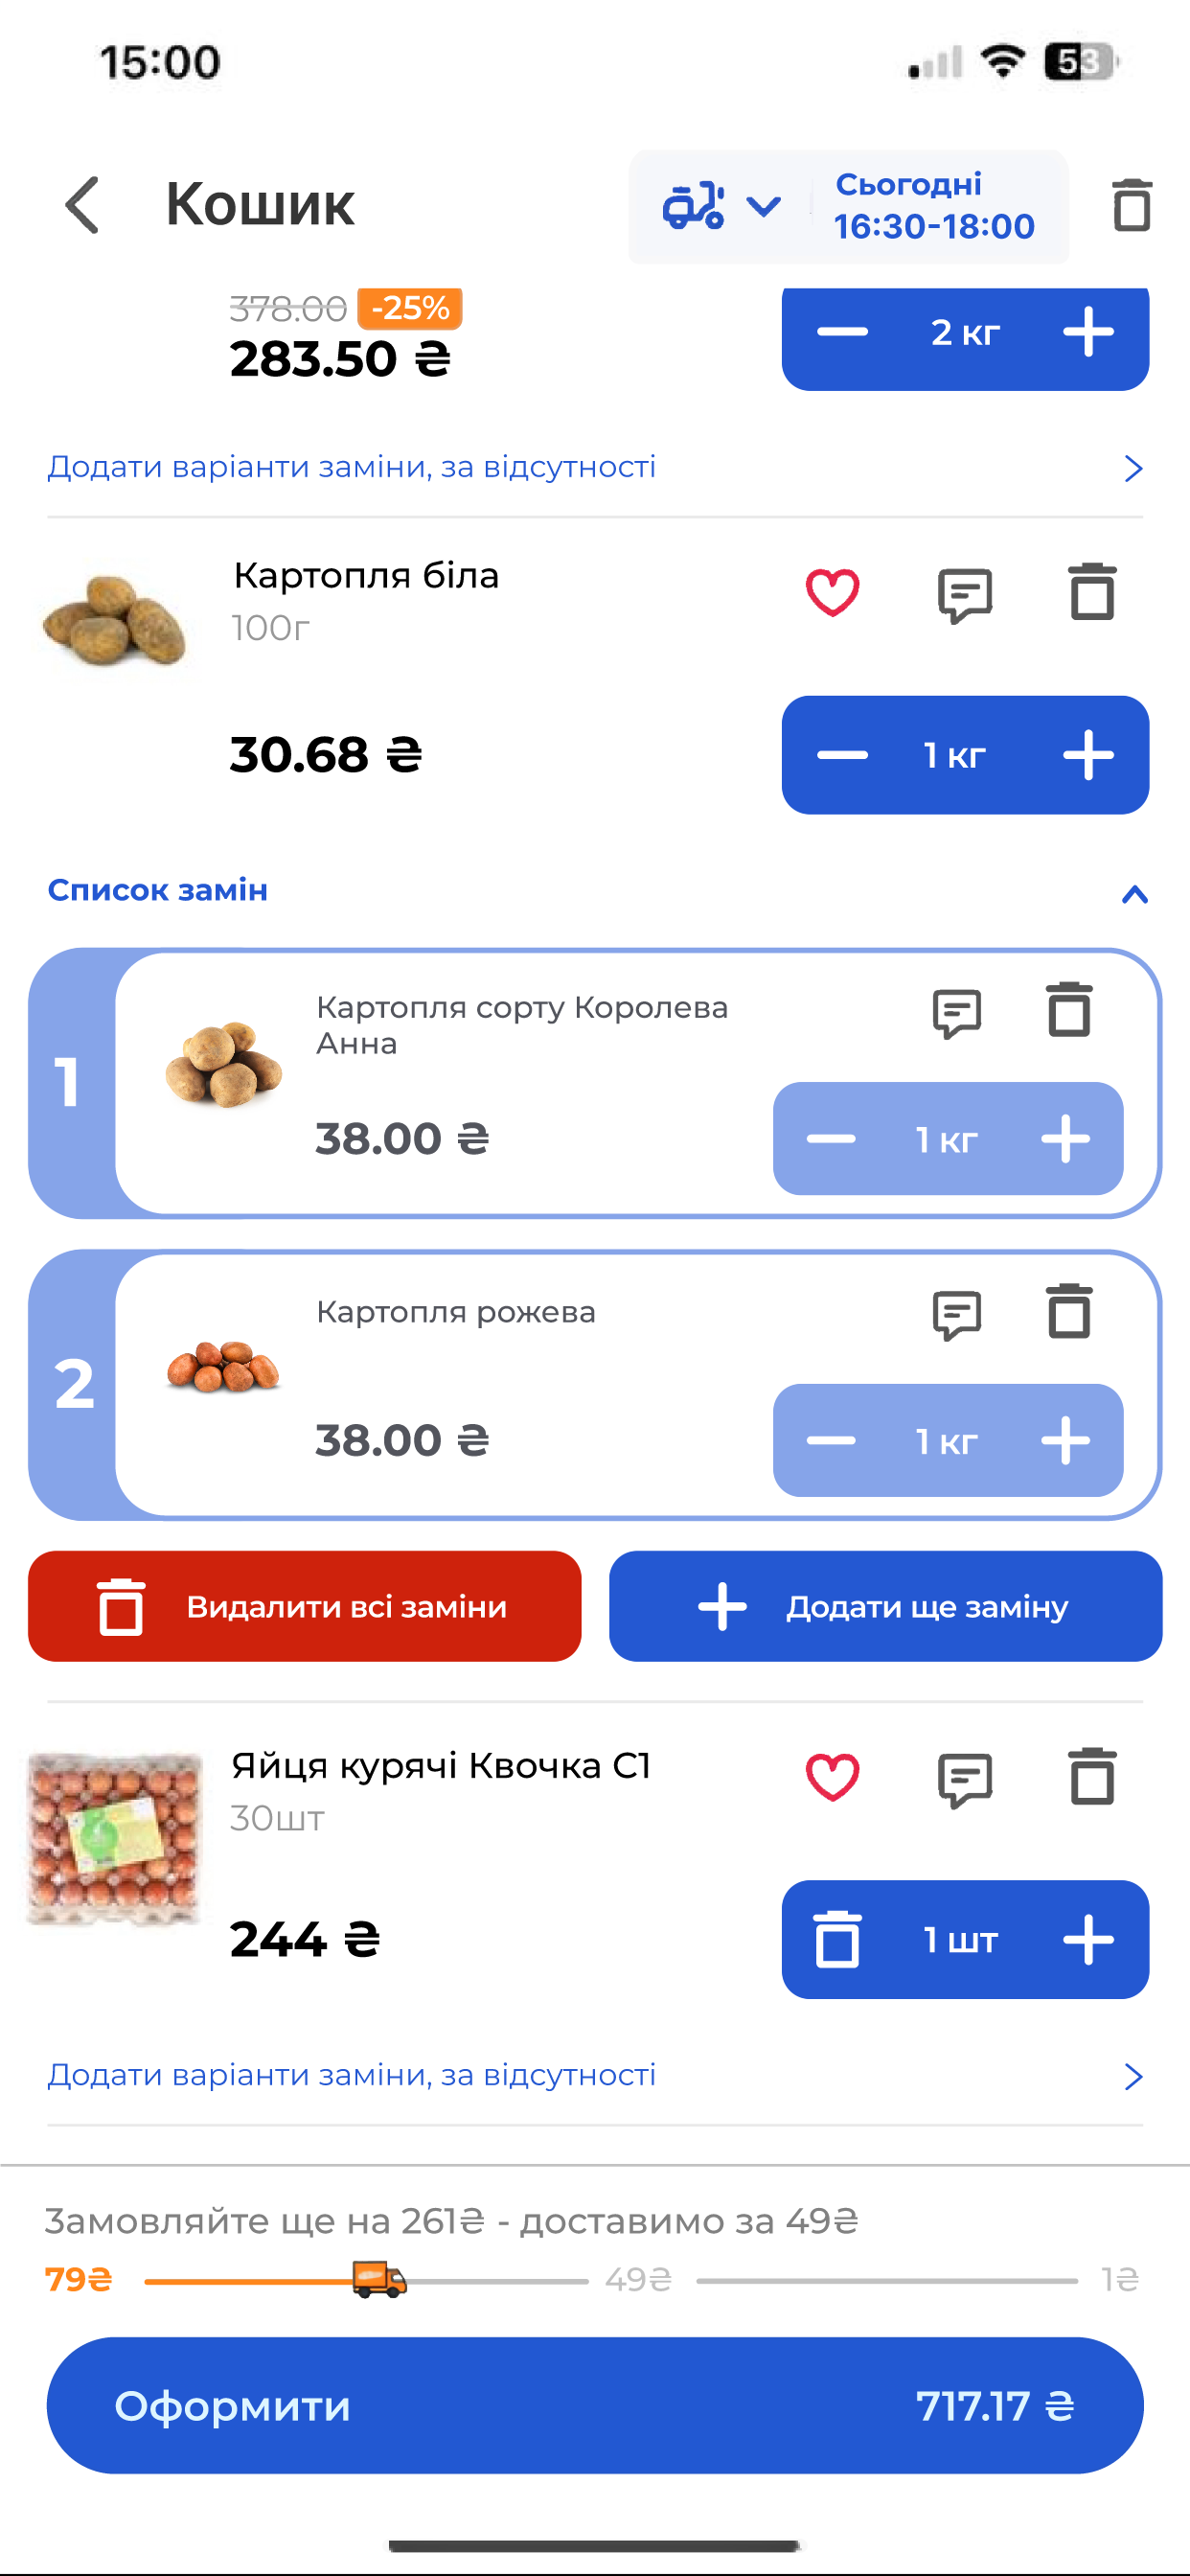 15:00
53
Кошик
Сьогодні
16:30-18:00
378.00 -25%
283.50 ₴
2 кг
Додати варіанти заміни, за відсутності
Картопля біла
100г
30.68 ₴
1 кг
Список замін
1
Картопля сорту Королева
Анна
38.00 ₴
1 кг
2
Картопля рожева
38.00 ₴
1 кг
Видалити всі заміни
Додати ще заміну
Яйця курячі Квочка С1
30шт
244 ₴
1 шт
Додати варіанти заміни, за відсутності
Замовляйте ще на 261₴ - доставимо за 49₴
79₴ 49₴ 1₴
Оформити 717.17 ₴